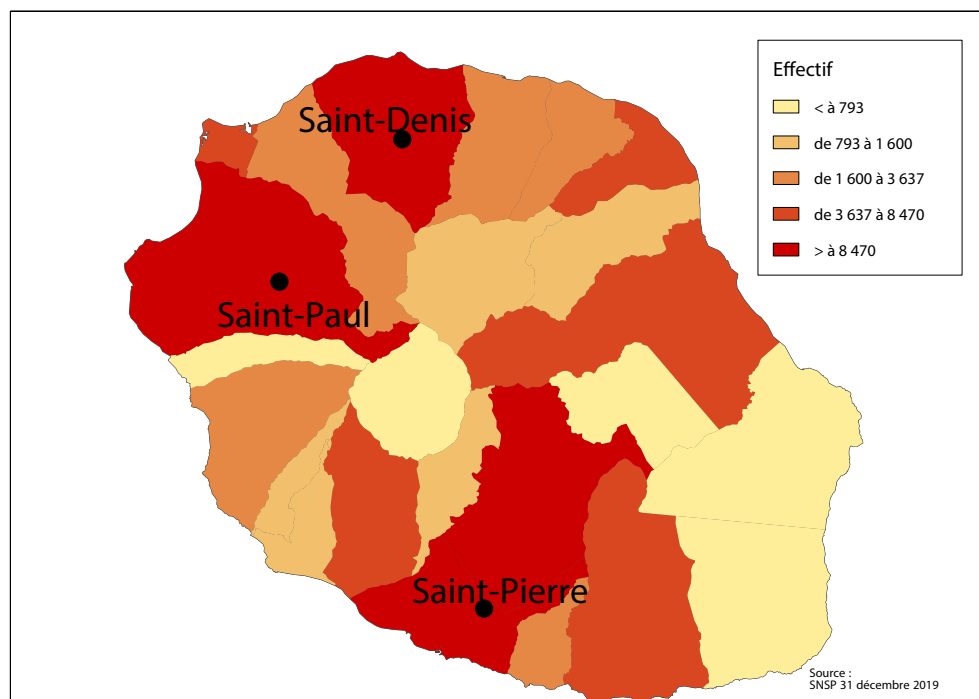 Effectif
< à 793
de 793 à 1 600
de 1 600 à 3 637
de 3 637 à 8 470
> à 8 470
Saint-Denis
Saint-Paul
Saint-Pierre
Source :
SNSP 31 décembre 2019